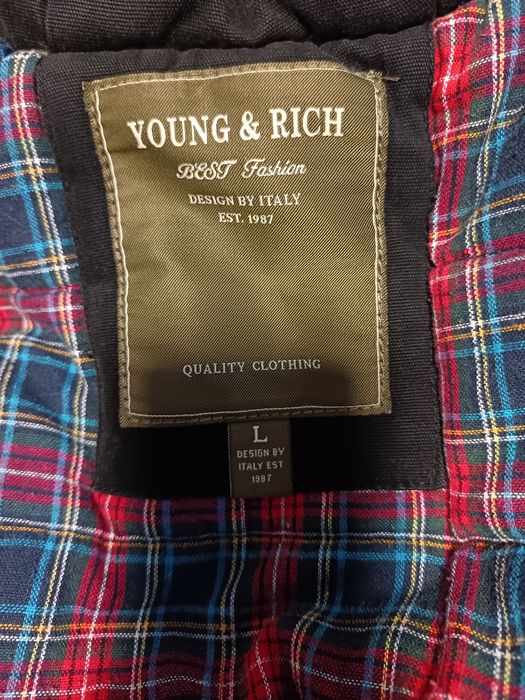 YOUNG & RICH
BEST Fashion
DESIGN BY ITALY
EST. 1987
QUALITY CLOTHING
L
DESIGN BY
ITALY EST
1987